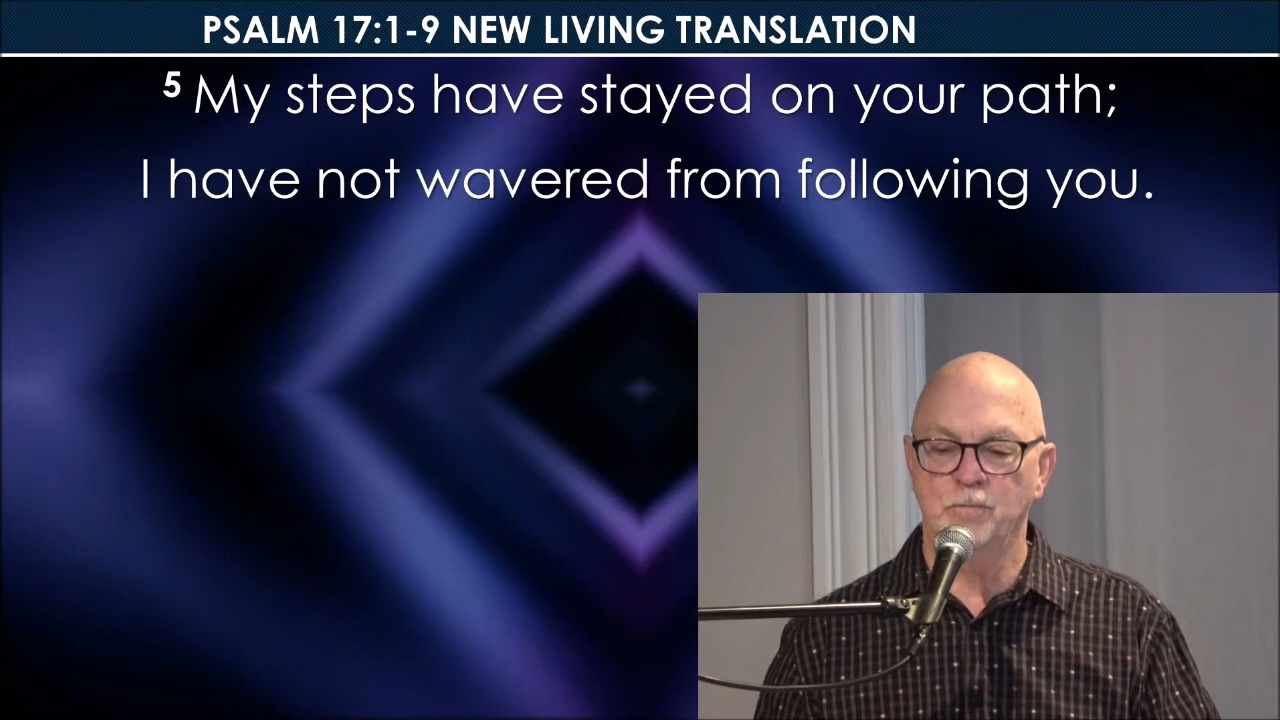 PSALM 17:1-9 NEW LIVING TRANSLATION
5 My steps have stayed on your path;
I have not wavered from following you.